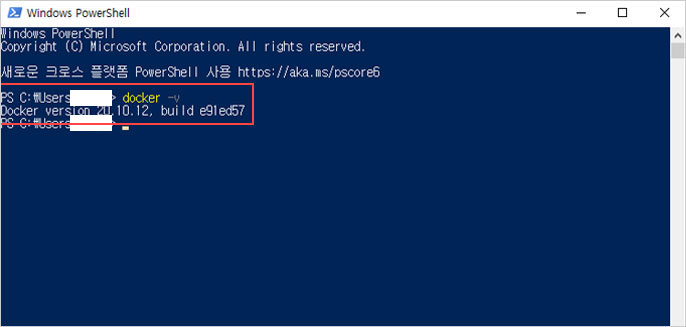 Windows PowerShell
Windows PowerShell
Copyright (C) Microsoft Corporation. All rights reserved.
새로운 크로스 플랫폼 PowerShell 사용 https://aka.ms/pscore6
PS C:₩Users > docker -v
Docker version 20.10.12, build e91ed57
PS C:₩Users >